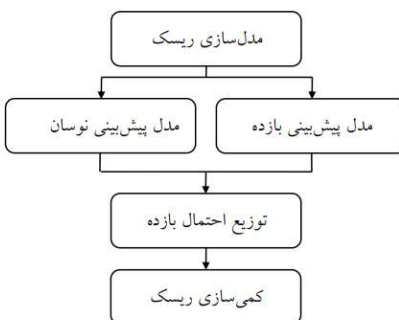 مدل‌سازی ریسک
مدل پیش‌بینی بازده
مدل پیش‌بینی نوسان
توزیع احتمال بازده
کمی‌سازی ریسک